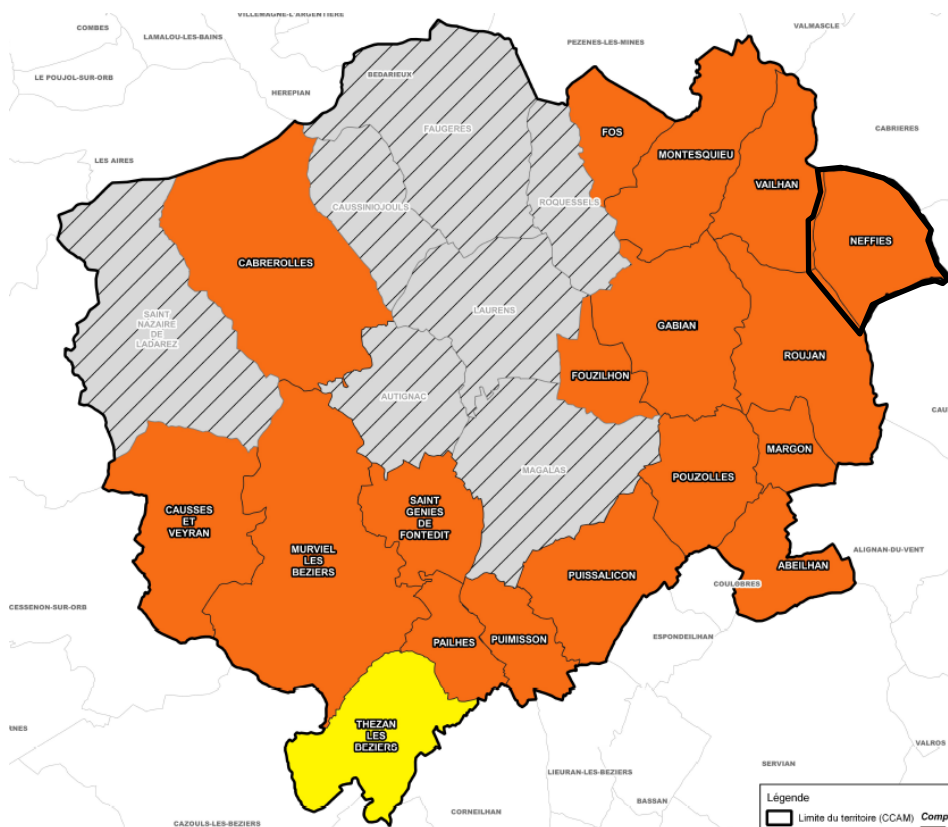 VILLEMAGNE-L'ARGENTIERE
COMBES
VALMASCLE
LAMALOU-LES-BAINS
PEZENES-LES-MINES
LE POUJOL-SUR-ORB
BEDARIEUX
HEREPIAN
FAUGERES
FOS
CABRIERES
LES AIRES
MONTESQUIEU
VAILHAN
CAUSSINIOJOULS
ROQUESSELS
NEFFIES
CABREROLLES
SAINT
NAZAIRE
DE
LADAREZ
LAURENS
GABIAN
ROUJAN
FOUZILHON
AUTIGNAC
CAU
MARGON
MAGALAS
POUZOLLES
CAUSSES
ET
VEYRAN
SAINT
GENIES
DE
FONTEDIT
MURVIEL
LES
BEZIERS
ALIGNAN-DU-VENT
ABEILHAN
PUISSALICON
COULOBRES
CESSENON-SUR-ORB
ESPONDEILHAN
PAILHES
PUIMISSON
THEZAN
LES
BEZIERS
RNES
VALROS
SERVIAN
LIEURAN-LES-BEZIERS
BASSAN
CORNEILHAN
CAZOULS-LES-BEZIERS
Légende
Limite du territoire (CCAM) Comp